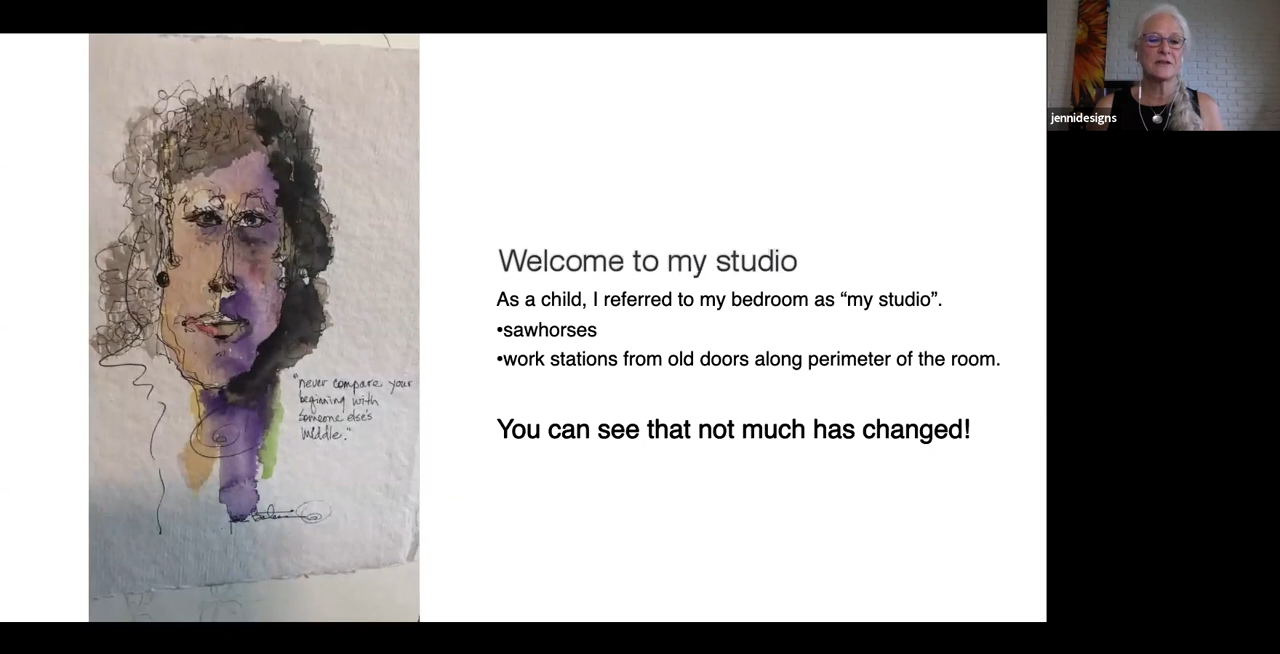 Welcome to my studio
As a child, I referred to my bedroom as “my studio”.
•sawhorses
•work stations from old doors along perimeter of the room.
You can see that not much has changed!
"never compare your
beginning with
someone else's
middle."
jennidesigns